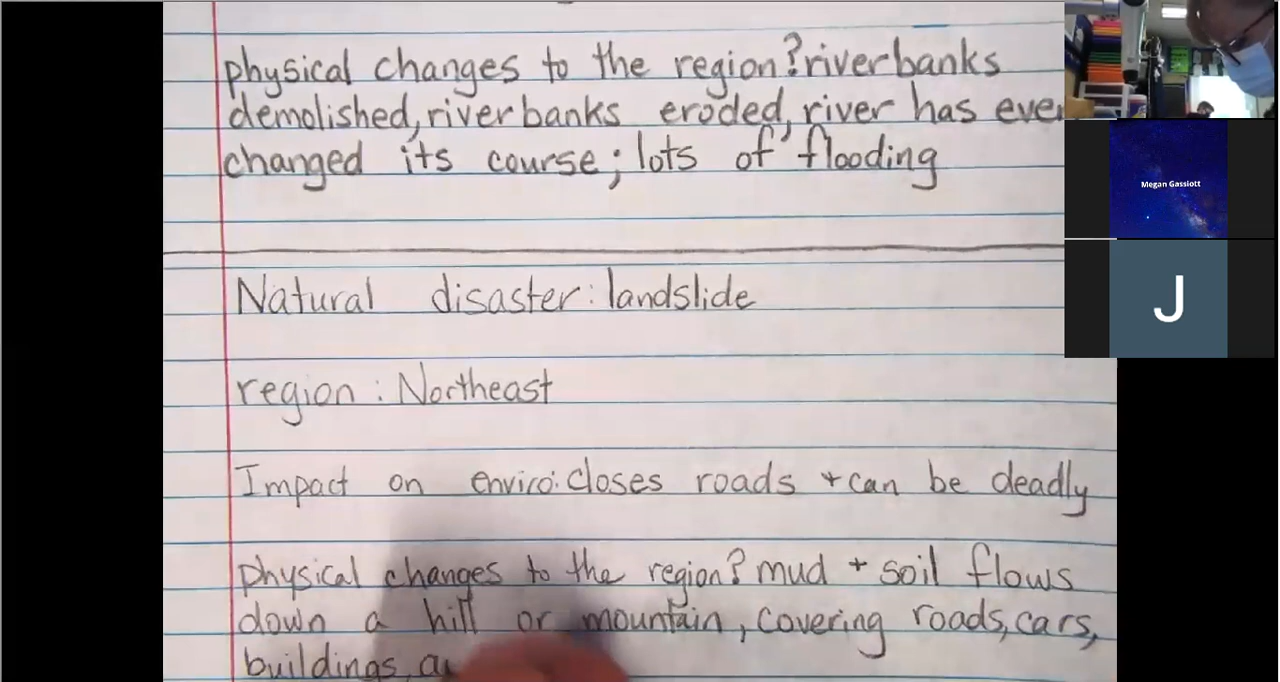 physical changes to the region? riverbanks
demolished, riverbanks eroded, river has even
changed its course; lots of flooding
Natural disaster: landslide
region: Northeast
Impact on enviro: closes roads + can be deadly
physical changes to the region? mud + soil flows
down a hill or mountain, covering roads, cars,
buildings,
Megan Gassiott
J